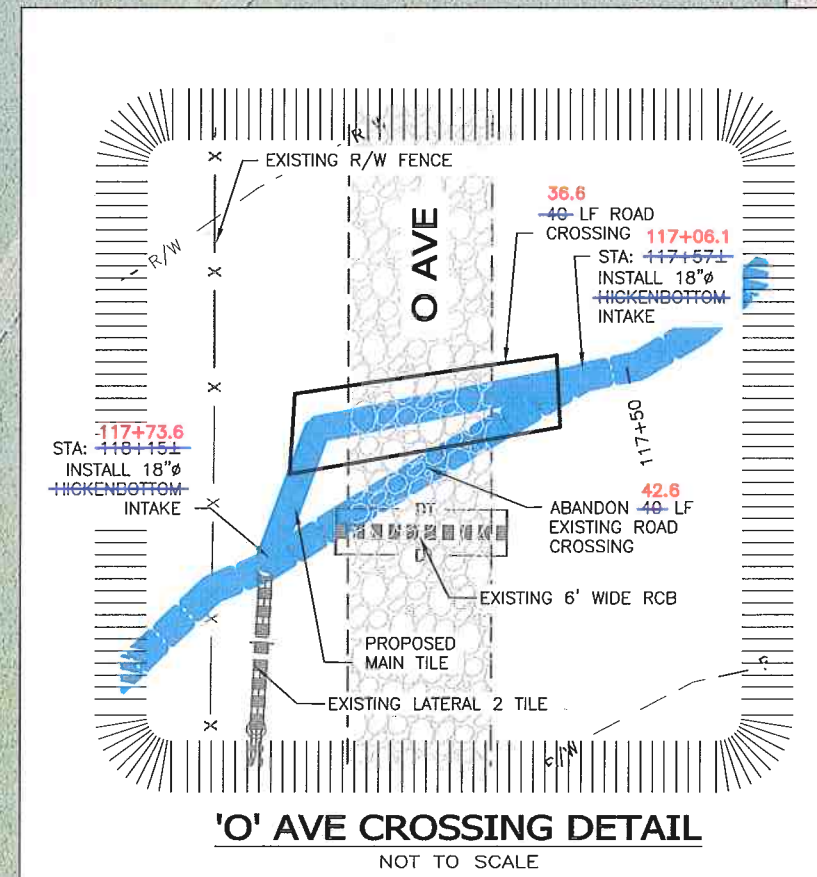 EXISTING R/W FENCE
R/W
R/W
O AVE
36.6
40 LF ROAD
CROSSING
117+06.1
STA: 117+57±
INSTALL 18"ø
HICKENBOTTOM
INTAKE
117+50
117+73.6
STA: 118+15±
INSTALL 18"ø
HICKENBOTTOM
INTAKE
42.6
ABANDON 40 LF
EXISTING ROAD
CROSSING
EXISTING 6' WIDE RCB
PROPOSED
MAIN TILE
EXISTING LATERAL 2 TILE
R/W
'O' AVE CROSSING DETAIL
NOT TO SCALE